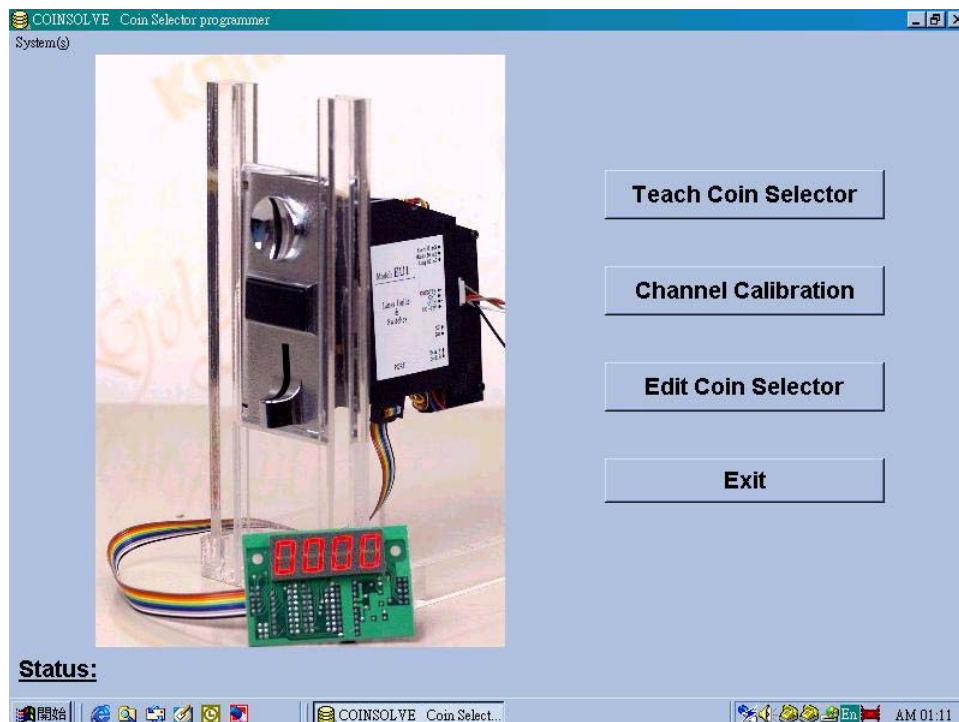 COINSOLVE Coin Selector programmer
System(s)
Teach Coin Selector
Channel Calibration
Edit Coin Selector
Exit
Model: EU1
0000
Status:
開始
COINSOLVE Coin Select...
En
AM 01:11